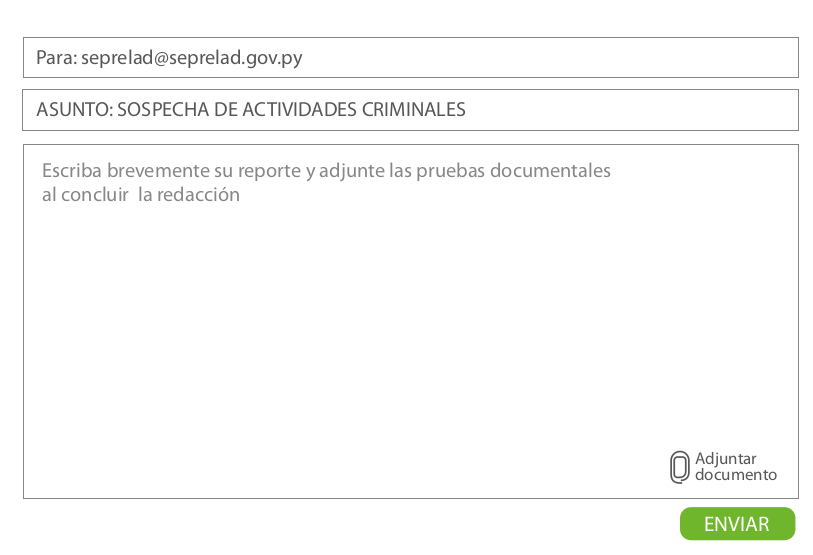 Para: seprelad@seprelad.gov.py
ASUNTO: SOSPECHA DE ACTIVIDADES CRIMINALES
Escriba brevemente su reporte y adjunte las pruebas documentales
al concluir la redacción
Adjuntar
documento
ENVIAR